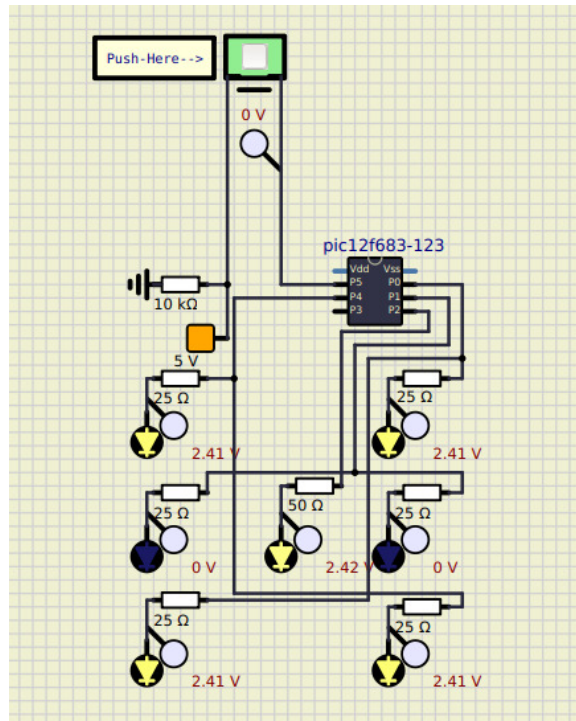 Push-Here-->
0 V
pic12f683-123
Vdd Vss
P5 P0
P4 P1
P3 P2
10 kΩ
5 V
25 Ω
25 Ω
2.41 V
2.41 V
25 Ω
50 Ω
25 Ω
0 V
2.42 V
0 V
25 Ω
25 Ω
2.41 V
2.41 V